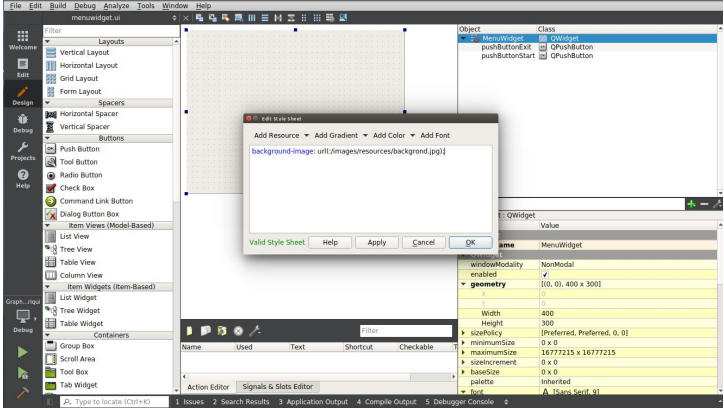 File Edit Build Debug Analyze Tools Window Help
menuwidget.ui
Filter
Object Class
Layouts
MenuWidget QWidget
pushButtonExit QPushButton
pushButtonStart QPushButton
Welcome
Edit
Design
Debug
Projects
Help
Vertical Layout
Horizontal Layout
Grid Layout
Form Layout
Spacers
Horizontal Spacer
Vertical Spacer
Buttons
Push Button
Tool Button
Radio Button
Check Box
Command Link Button
Dialog Button Box
Item Views (Model-Based)
List View
Tree View
Table View
Column View
Item Widgets (Item-Based)
List Widget
Tree Widget
Table Widget
Containers
Group Box
Scroll Area
Tool Box
Tab Widget
Graph...riqui
Debug
Edit Style Sheet
Add Resource Add Gradient Add Color Add Font
background-image: url(:/images/resources/backgrond.jpg);
Valid Style Sheet Help Apply Cancel OK
t : QWidget
Value
ame MenuWidget
QWidget
windowModality NonModal
enabled
geometry [(0, 0), 400 x 300]
X 0
Y 0
Width 400
Height 300
sizePolicy [Preferred, Preferred, 0, 0]
minimumSize 0 x 0
maximumSize 16777215 x 16777215
sizeIncrement 0 x 0
baseSize 0 x 0
palette Inherited
font A [Sans Serif, 9]
Filter
Name Used Text Shortcut Checkable T
Action Editor Signals & Slots Editor
Type to locate (Ctrl+K) 1 Issues 2 Search Results 3 Application Output 4 Compile Output 5 Debugger Console